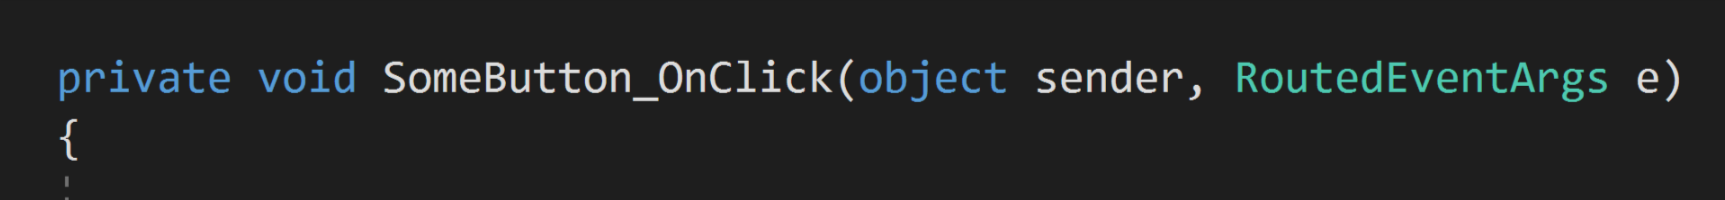 private void SomeButton_OnClick(object sender, RoutedEventArgs e)
{